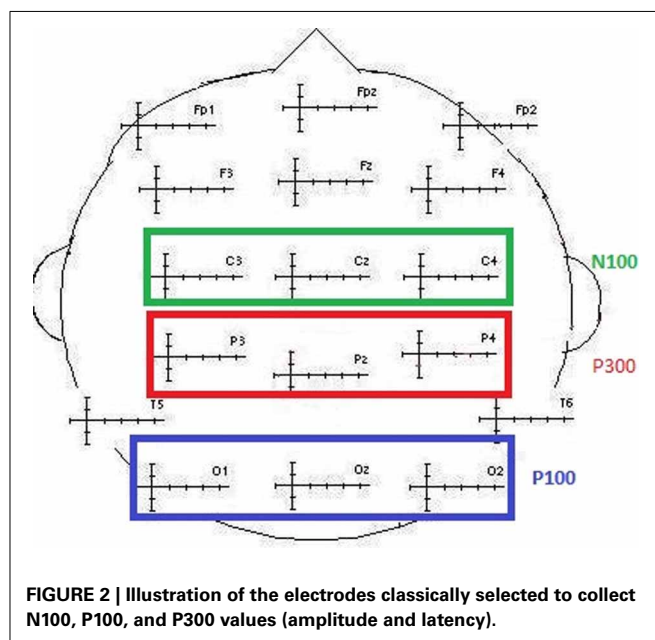 Fp1 Fpz Fp2
F3 Fz F4
C3 Cz C4 N100
P3 Pz P4 P300
T5 T6
O1 Oz O2 P100
FIGURE 2 | Illustration of the electrodes classically selected to collect
N100, P100, and P300 values (amplitude and latency).